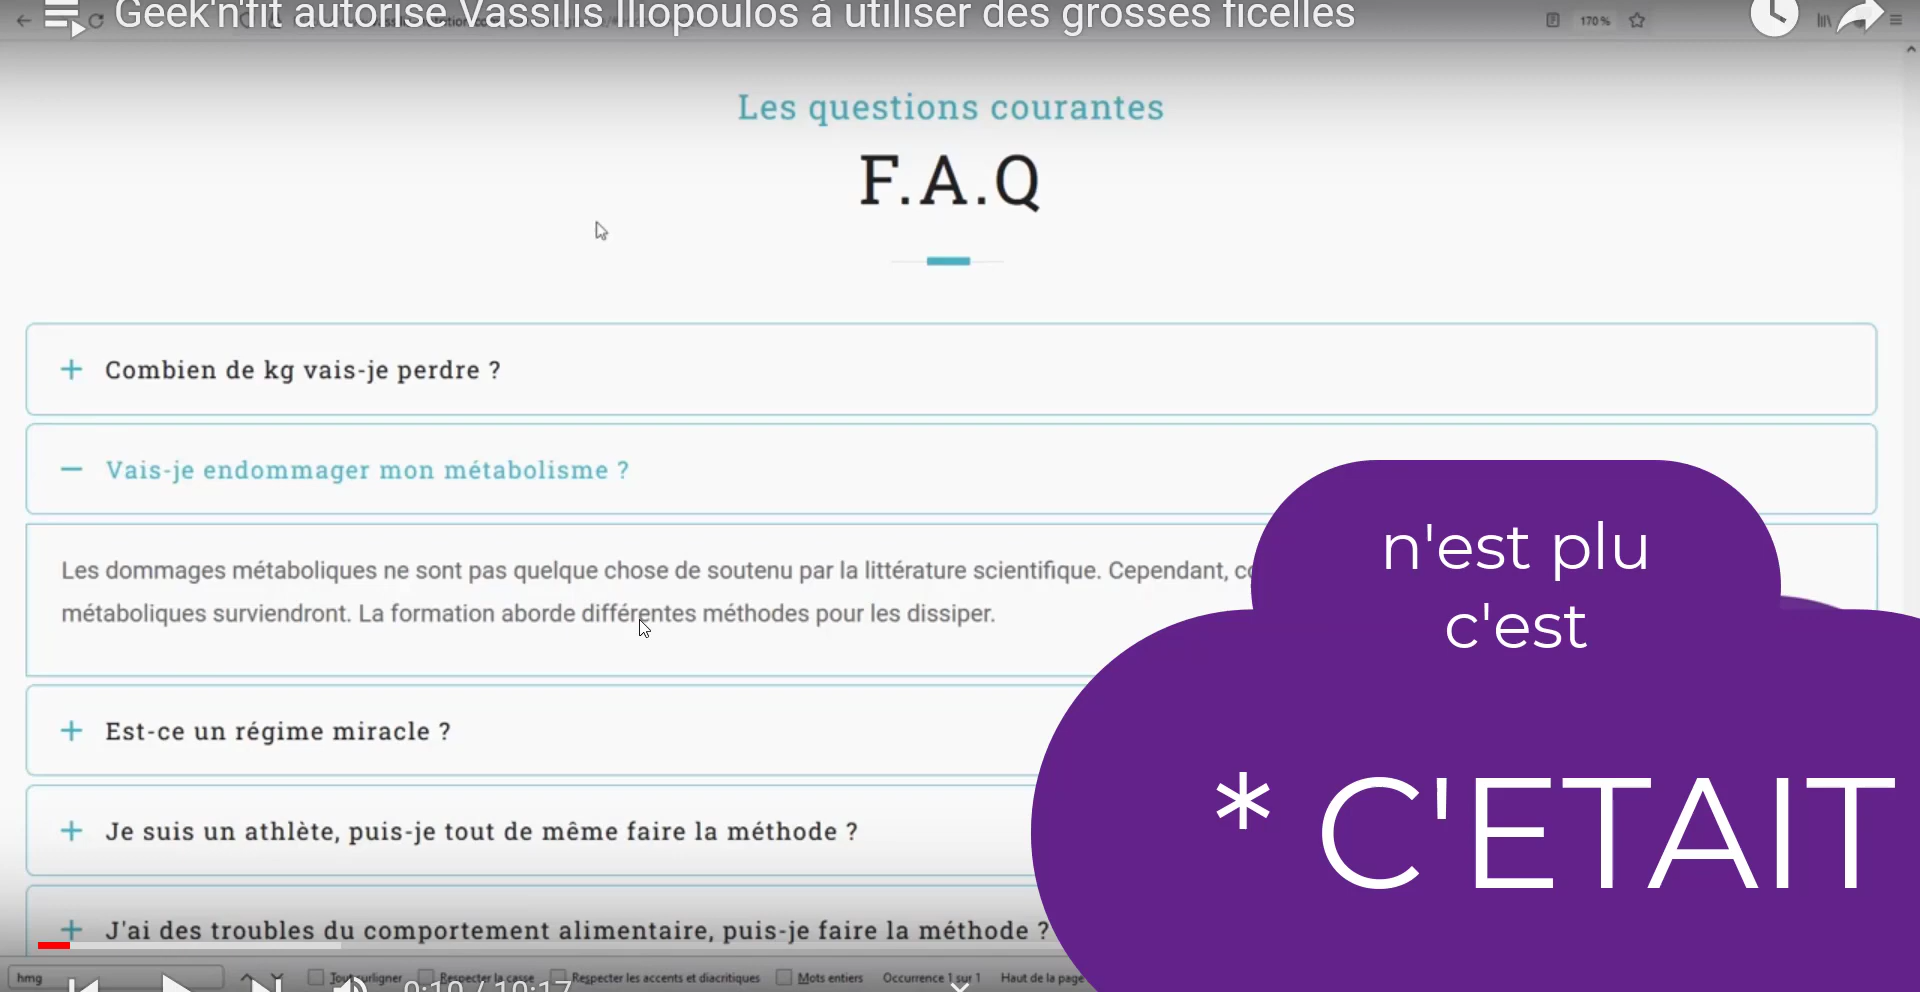 Geek'n'fit autorise Vassilis Iliopoulos à utiliser des grosses ficelles
170 %
Les questions courantes
F.A.Q
Combien de kg vais-je perdre ?
Vais-je endommager mon métabolisme ?
Les dommages métaboliques ne sont pas quelque chose de soutenu par la littérature scientifique. Cependant,
métaboliques surviendront. La formation aborde différentes méthodes pour les dissiper.
n'est plu
c'est
* C'ETAIT
Est-ce un régime miracle ?
Je suis un athlète, puis-je tout de même faire la méthode ?
J'ai des troubles du comportement alimentaire, puis-je faire la méthode ?
hmg
Tout surligner
Respecter la casse
Respecter les accents et diacritiques
Mots entiers
Occurrence 1 sur 1
Haut de la page
0:10 / 10:17